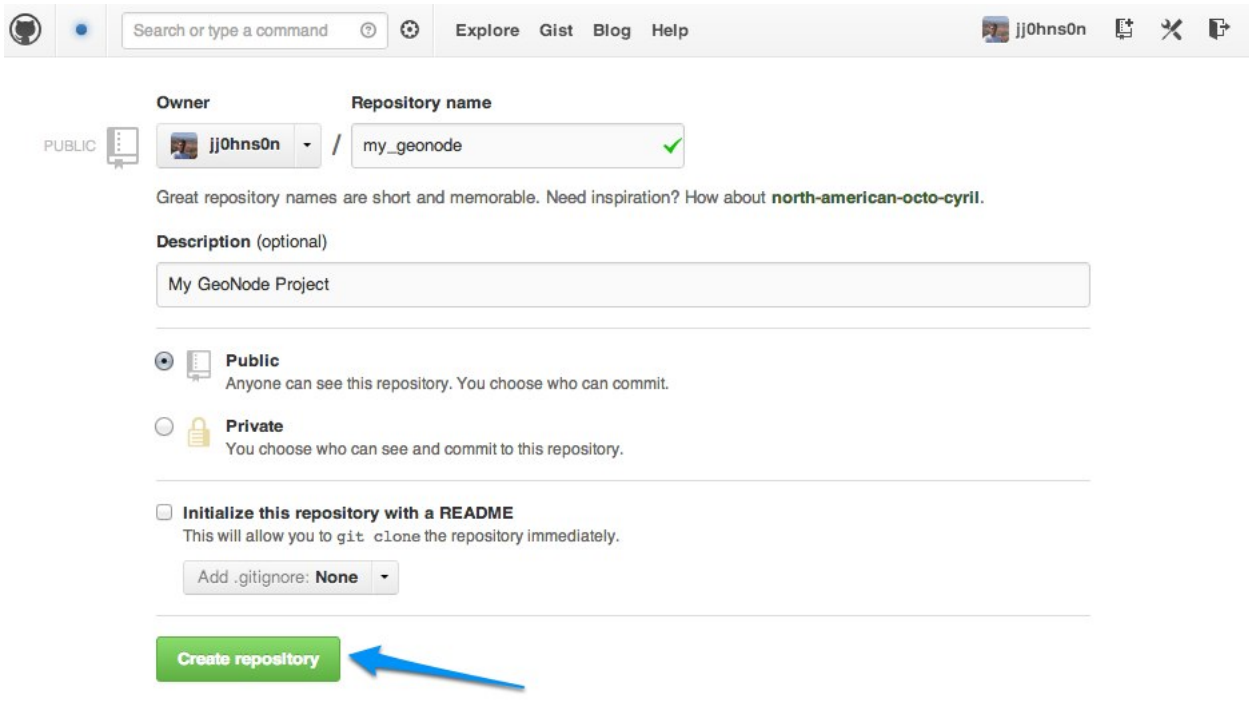 Search or type a command
Explore Gist Blog Help
jj0hns0n
Owner
Repository name
PUBLIC
jj0hns0n
/
my_geonode
Great repository names are short and memorable. Need inspiration? How about north-american-octo-cyril.
Description (optional)
My GeoNode Project
Public
Anyone can see this repository. You choose who can commit.
Private
You choose who can see and commit to this repository.
Initialize this repository with a README
This will allow you to git clone the repository immediately.
Add .gitignore: None
Create repository